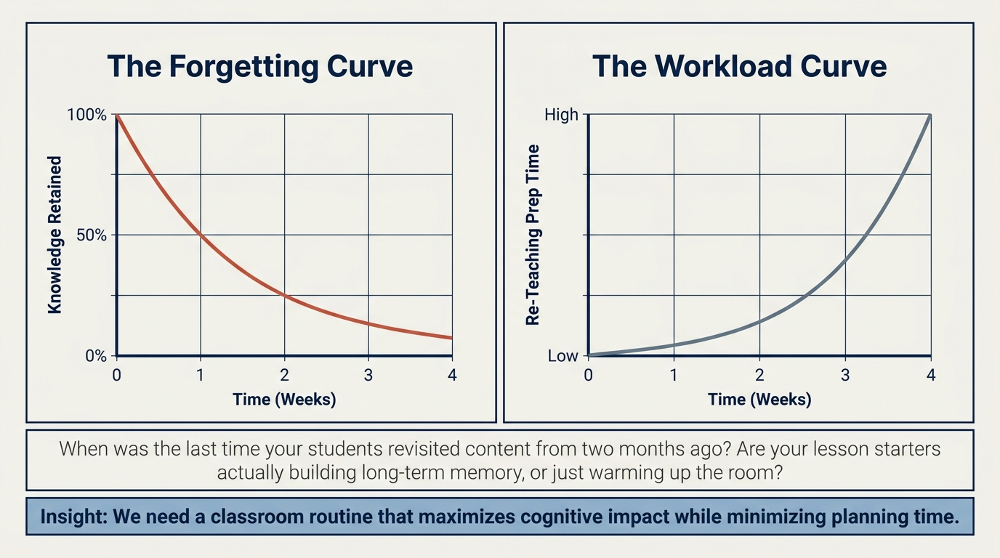 The Forgetting Curve
Knowledge Retained
100%
50%
0%
0 1 2 3 4
Time (Weeks)
The Workload Curve
Re-Teaching Prep Time
High
Low
0 1 2 3 4
Time (Weeks)
When was the last time your students revisited content from two months ago? Are your lesson starters
actually building long-term memory, or just warming up the room?
Insight: We need a classroom routine that maximizes cognitive impact while minimizing planning time.